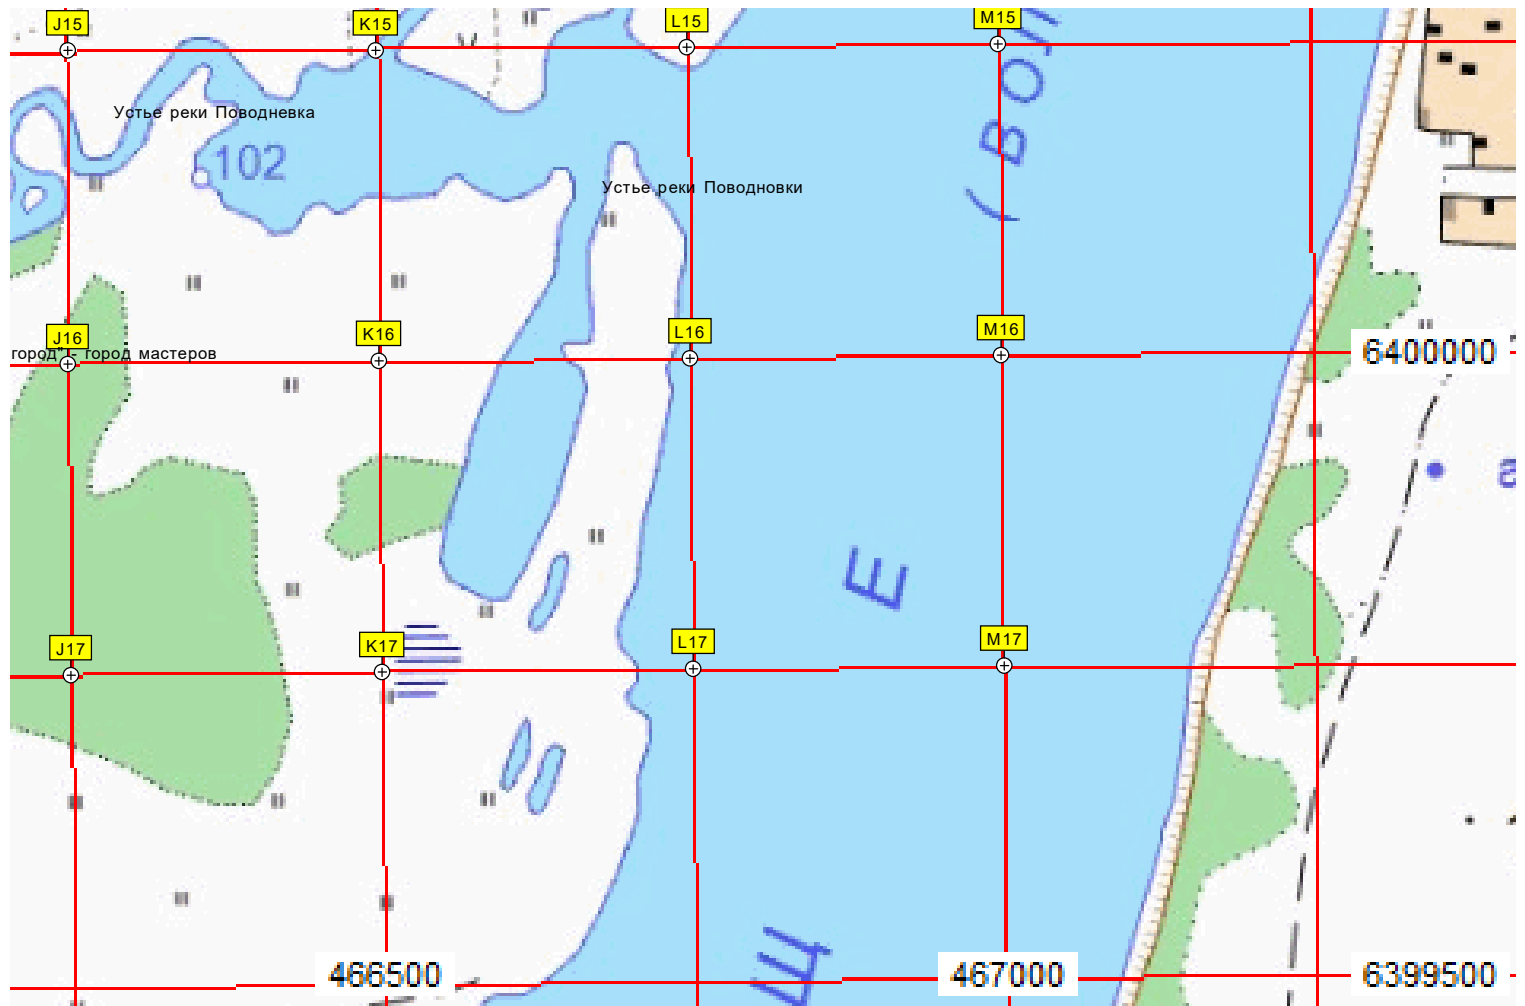 J15
K15
L15
M15
( ВОЛ
Устье реки Поводневка
102
Устье реки Поводновки
J16
K16
L16
M16
город" - город мастеров
6400000
Е
J17
K17
L17
M17
Щ
466500
467000
6399500